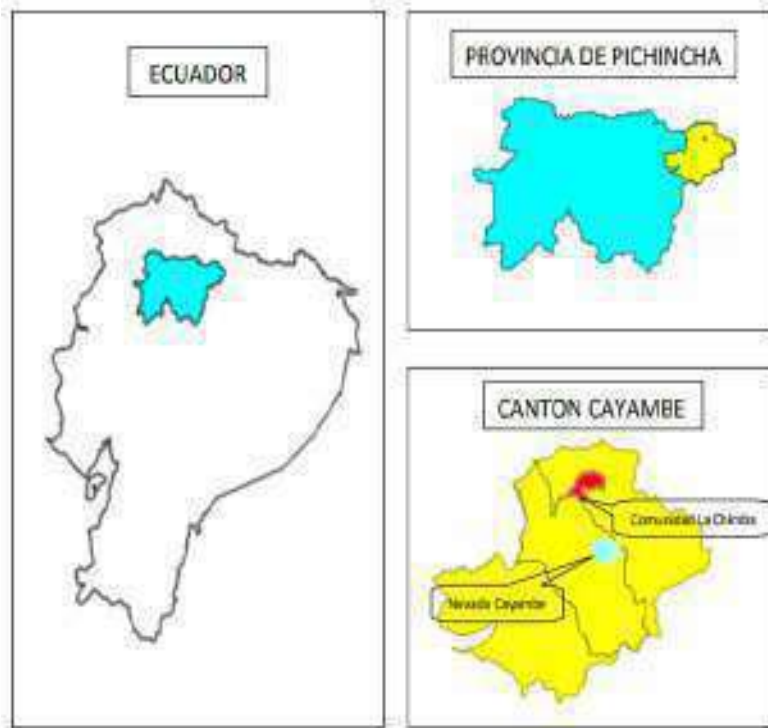 ECUADOR
PROVINCIA DE PICHINCHA
CANTON CAYAMBE
Comunidad La Chimba
Nevado Cayambe